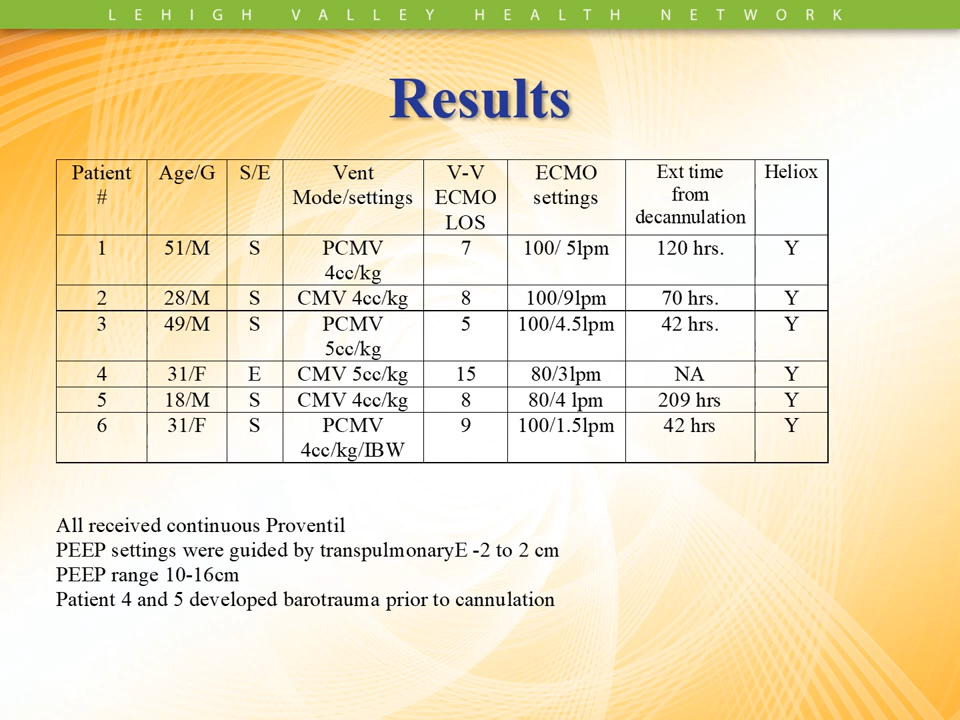 LEHIGH VALLEY HEALTH NETWORK
Results
Patient # Age/G S/E Vent Mode/settings V-V ECMO LOS ECMO settings Ext time from decannulation Heliox
1 51/M S PCMV 4cc/kg 7 100/ 5lpm 120 hrs. Y
2 28/M S CMV 4cc/kg 8 100/9lpm 70 hrs. Y
3 49/M S PCMV 5cc/kg 5 100/4.5lpm 42 hrs. Y
4 31/F E CMV 5cc/kg 15 80/3lpm NA Y
5 18/M S CMV 4cc/kg 8 80/4 lpm 209 hrs Y
6 31/F S PCMV 4cc/kg/IBW 9 100/1.5lpm 42 hrs Y
All received continuous Proventil
PEEP settings were guided by transpulmonaryE -2 to 2 cm
PEEP range 10-16cm
Patient 4 and 5 developed barotrauma prior to cannulation